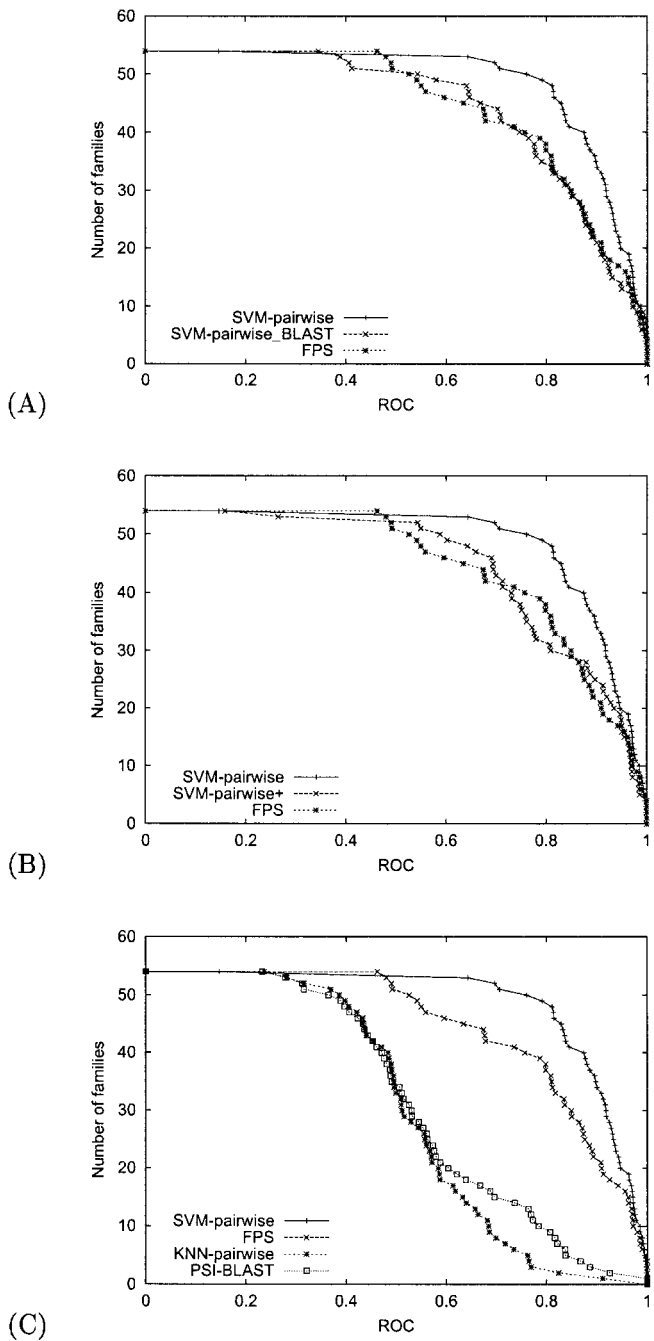 60
50
40
30
20
10
0
Number of families
SVM-pairwise
SVM-pairwise_BLAST
FPS
0 0.2 0.4 0.6 0.8 1
ROC
(A)
60
50
40
30
20
10
0
Number of families
SVM-pairwise
SVM-pairwise+
FPS
0 0.2 0.4 0.6 0.8 1
ROC
(B)
60
50
40
30
20
10
0
Number of families
SVM-pairwise
FPS
KNN-pairwise
PSI-BLAST
0 0.2 0.4 0.6 0.8 1
ROC
(C)